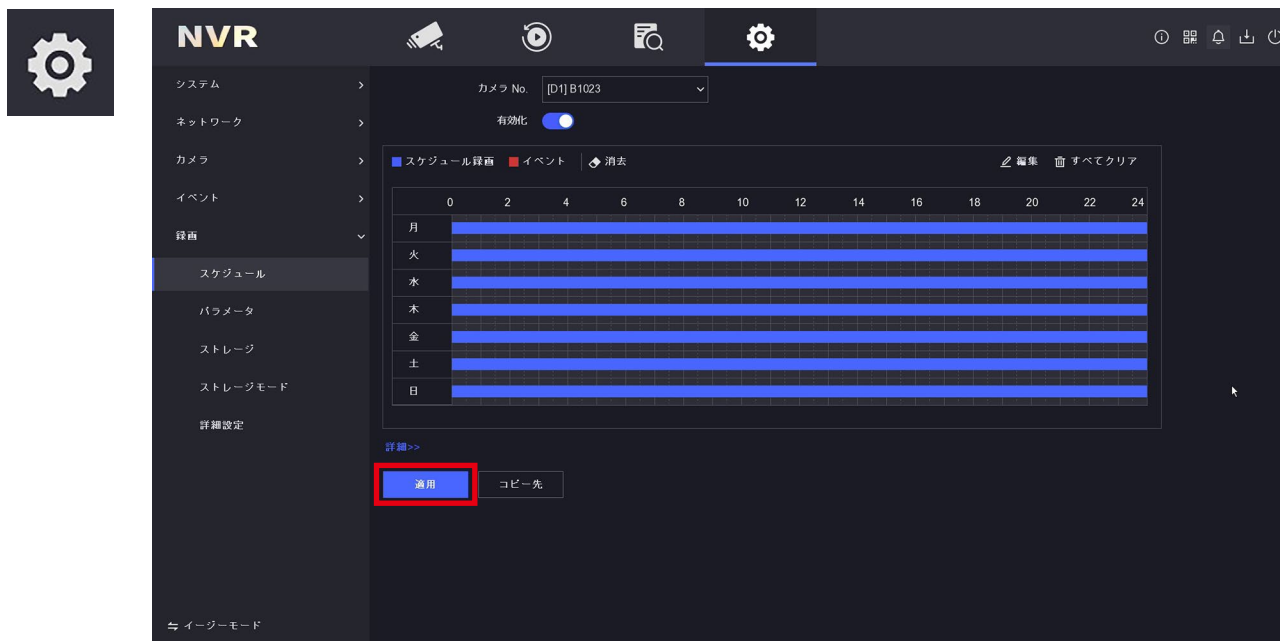 NVR
システム
ネットワーク
カメラ
イベント
録画
スケジュール
パラメータ
ストレージ
ストレージモード
詳細設定
イージーモード
カメラ No. [D1] B1023
有効化
スケジュール録画 イベント 消去 編集 すべてクリア
0 2 4 6 8 10 12 14 16 18 20 22 24
月
火
水
木
金
土
日
詳細>>
適用 コピー先